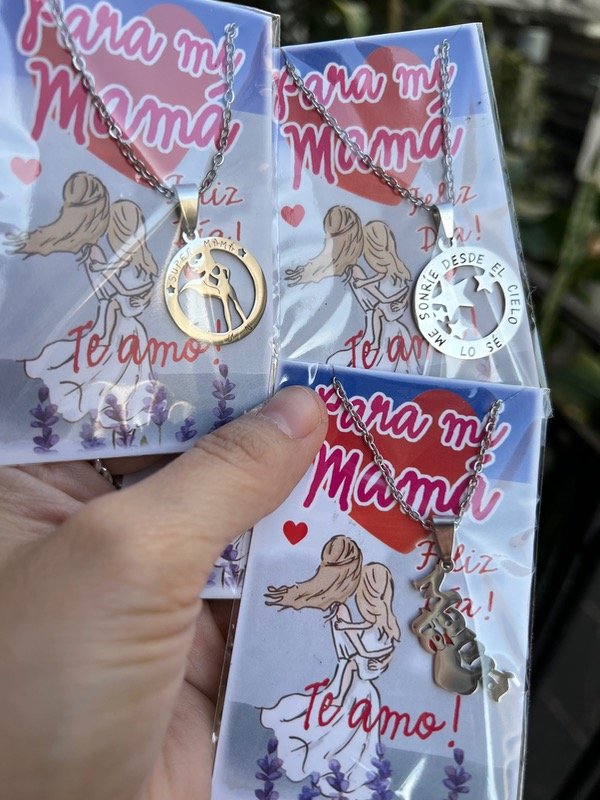 Para mi
Mamá
Feliz
Día!
SUPER MAMÁ
Te amo!
Para mi
Mamá
Feliz
Día!
ME SONRÍE DESDE EL CIELO
LO SÉ
Para mi
Mamá
Feliz
Día!
Te amo!